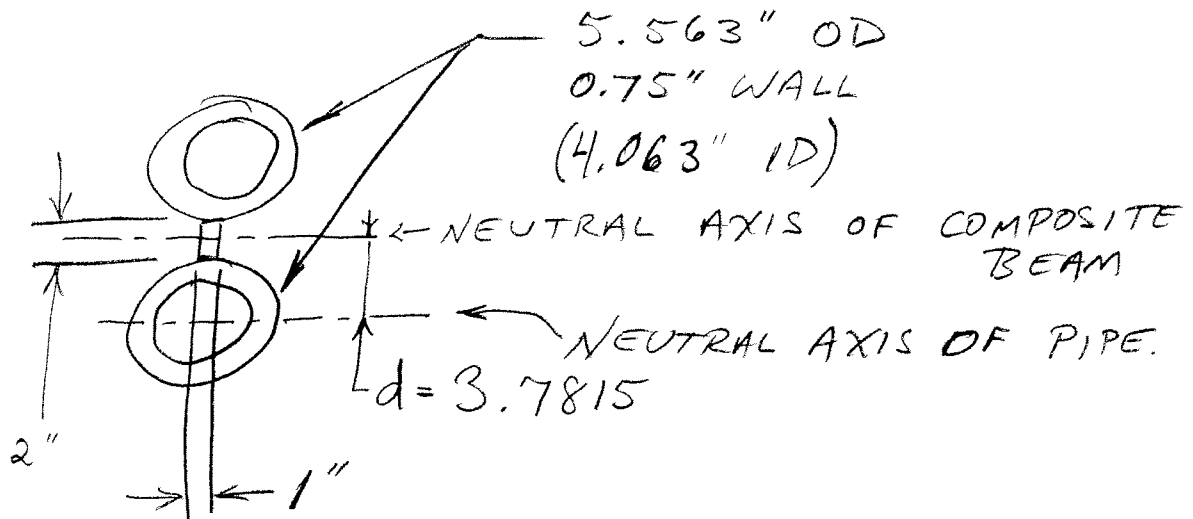 5.563" OD
0.75" WALL
(4.063" ID)
NEUTRAL AXIS OF COMPOSITE
BEAM
NEUTRAL AXIS OF PIPE.
d = 3.7815
2"
1"